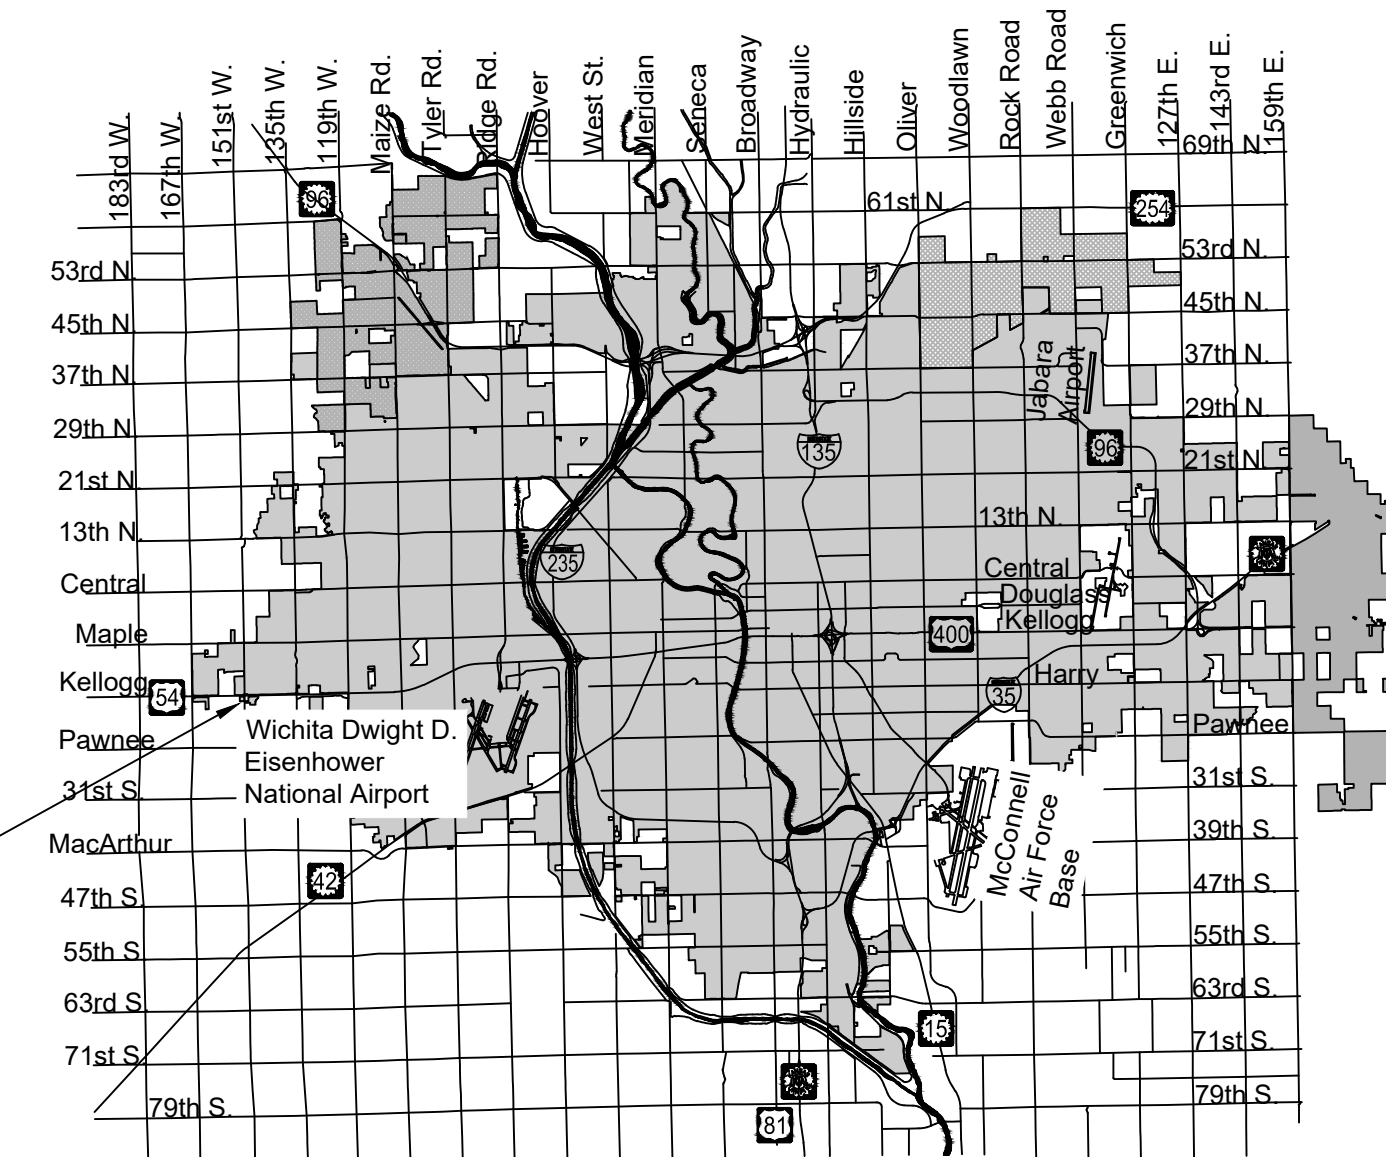 183rd W.
167th W.
151st W.
135th W.
119th W.
Maize Rd.
Tyler Rd.
Ridge Rd.
Hoover
West St.
Meridian
Seneca
Broadway
Hydraulic
Hillside
Oliver
Woodlawn
Rock Road
Webb Road
Greenwich
127th E.
143rd E.
159th E.
69th N.
96
61st N.
254
53rd N.
53rd N.
45th N.
45th N.
37th N.
37th N.
Jabara
Airport
29th N.
29th N.
135
96
21st N.
21st N.
13th N.
13th N.
235
Central
Central
Douglass
Kellogg
Maple
400
Kellogg
54
Harry
35
Pawnee
Pawnee
Wichita Dwight D.
Eisenhower
National Airport
31st S.
31st S.
McConnell
Air Force
Base
MacArthur
39th S.
42
47th S.
47th S.
55th S.
55th S.
63rd S.
63rd S.
15
71st S.
71st S.
79th S.
79th S.
81